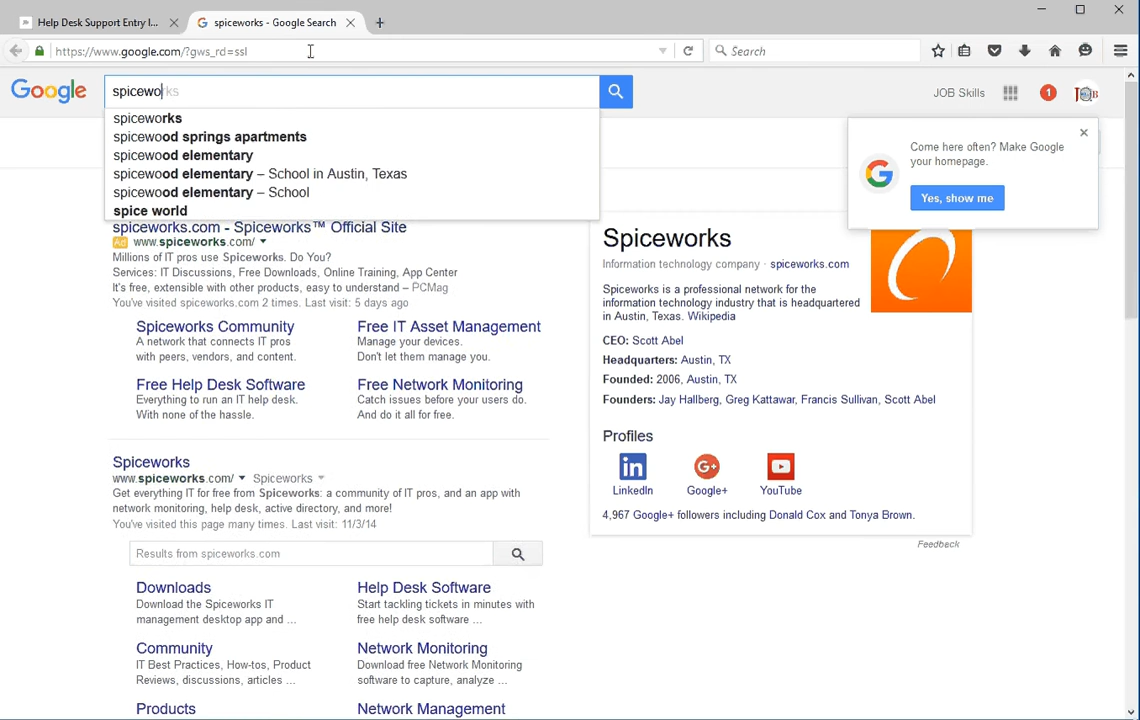 Help Desk Support Entry l...
spiceworks - Google Search
https://www.google.com/?gws_rd=ssl
Search
Google
spiceworks
JOB Skills
1
spiceworks
spicewood springs apartments
spicewood elementary
spicewood elementary – School in Austin, Texas
spicewood elementary – School
spice world
Come here often? Make Google
your homepage.
Yes, show me
spiceworks.com - Spiceworks™ Official Site
Ad www.spiceworks.com/
Millions of IT pros use Spiceworks. Do You?
Services: IT Discussions, Free Downloads, Online Training, App Center
It's free, extensible with other products, easy to understand – PCMag
You've visited spiceworks.com 2 times. Last visit: 5 days ago
Spiceworks Community
A network that connects IT pros
with peers, vendors, and content.
Free IT Asset Management
Manage your devices.
Don't let them manage you.
Free Help Desk Software
Everything to run an IT help desk.
With none of the hassle.
Free Network Monitoring
Catch issues before your users do.
And do it all for free.
Spiceworks
www.spiceworks.com/ Spiceworks
Get everything IT for free from Spiceworks: a community of IT pros, and an app with
network monitoring, help desk, active directory, and more!
You've visited this page many times. Last visit: 11/3/14
Results from spiceworks.com
Downloads
Download the Spiceworks IT
management desktop app and ...
Help Desk Software
Start tackling tickets in minutes with
free help desk software ...
Community
IT Best Practices, How-tos, Product
Reviews, discussions, articles ...
Network Monitoring
Download free Network Monitoring
software to capture, analyze ...
Products
Network Management
Spiceworks
Information technology company · spiceworks.com
Spiceworks is a professional network for the
information technology industry that is headquartered
in Austin, Texas. Wikipedia
CEO: Scott Abel
Headquarters: Austin, TX
Founded: 2006, Austin, TX
Founders: Jay Hallberg, Greg Kattawar, Francis Sullivan, Scott Abel
Profiles
LinkedIn
Google+
YouTube
4,967 Google+ followers including Donald Cox and Tonya Brown.
Feedback